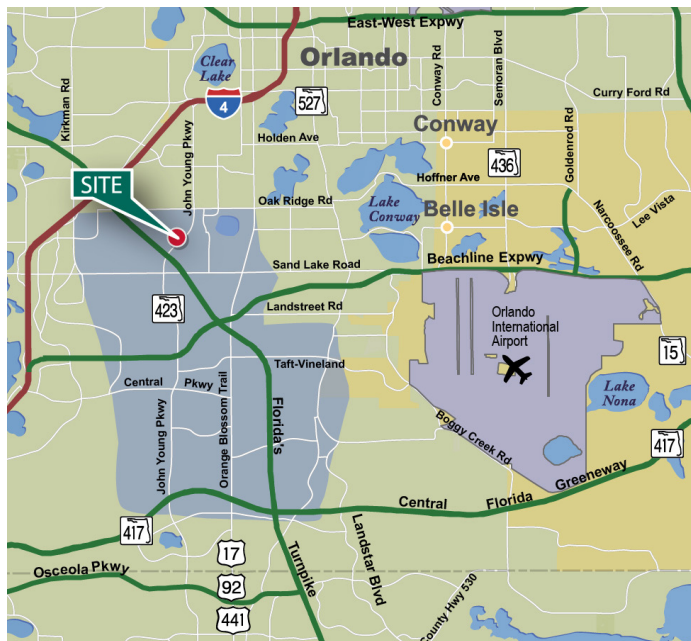 East-West Expwy
Clear
Lake
Orlando
Kirkman Rd
Conway Rd
Semoran Blvd
4
527
Curry Ford Rd
John Young Pkwy
Holden Ave
Conway
436
Goldenrod Rd
SITE
Hoffner Ave
Oak Ridge Rd
Lake
Conway
Belle Isle
Narcoossee Rd
Lee Vista
Beachline Expwy
Sand Lake Road
423
Landstreet Rd
Orlando
International
Airport
15
Taft-Vineland
Central Pkwy
Lake
Nona
John Young Pkwy
Orange Blossom Trail
Florida's
Boggy Creek Rd
417
Central Florida Greeneway
417
17
Landstar Blvd
Osceola Pkwy
92
Turnpike
441
County Hwy 530